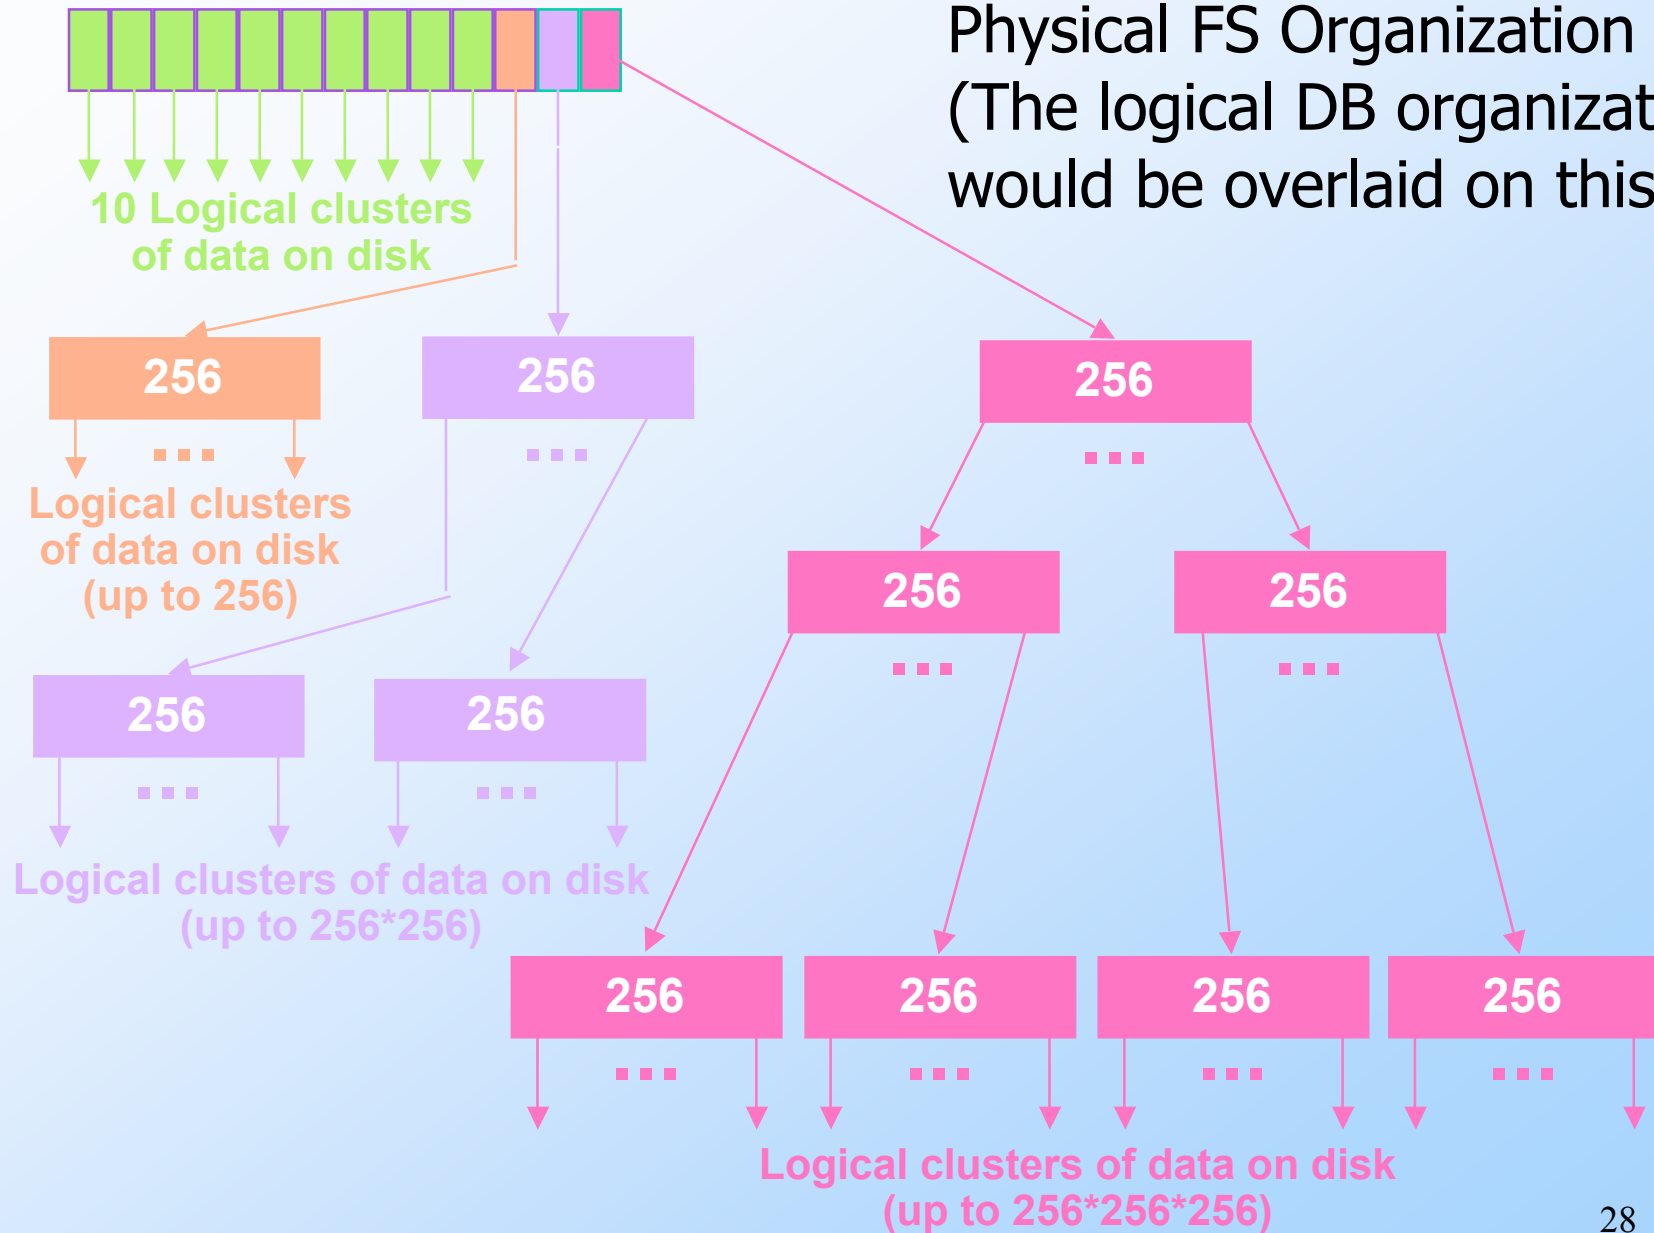 Physical FS Organization
(The logical DB organizat
would be overlaid on this
10 Logical clusters
of data on disk
256
256
256
Logical clusters
of data on disk
(up to 256)
256
256
256
256
Logical clusters of data on disk
(up to 256*256)
256
256
256
256
Logical clusters of data on disk
(up to 256*256*256)
28